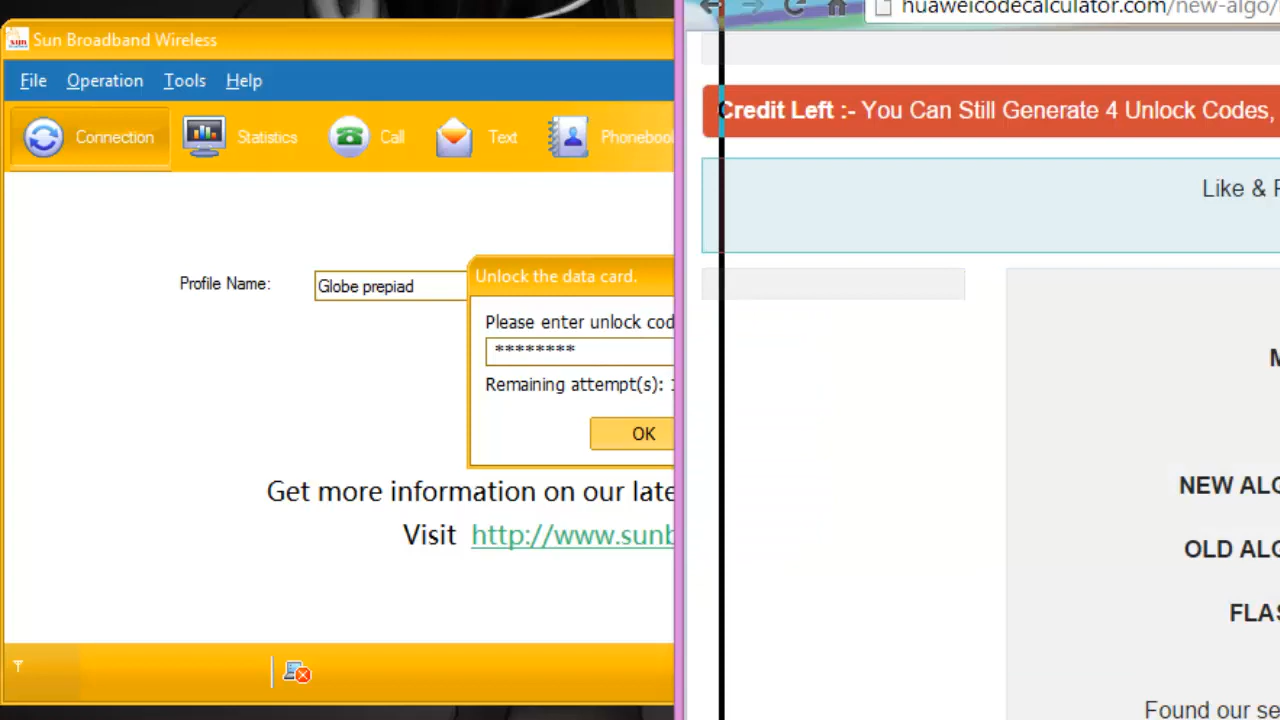 Sun Broadband Wireless
File Operation Tools Help
Connection Statistics Call Text Phonebook
Profile Name: Globe prepiad
Unlock the data card.
Please enter unlock cod
********
Remaining attempt(s):
OK
Get more information on our late
Visit http://www.sunb
huaweicodecalculator.com/new-algo/
Credit Left :- You Can Still Generate 4 Unlock Codes,
Like &
M
NEW ALG
OLD ALG
FLAS
Found our se